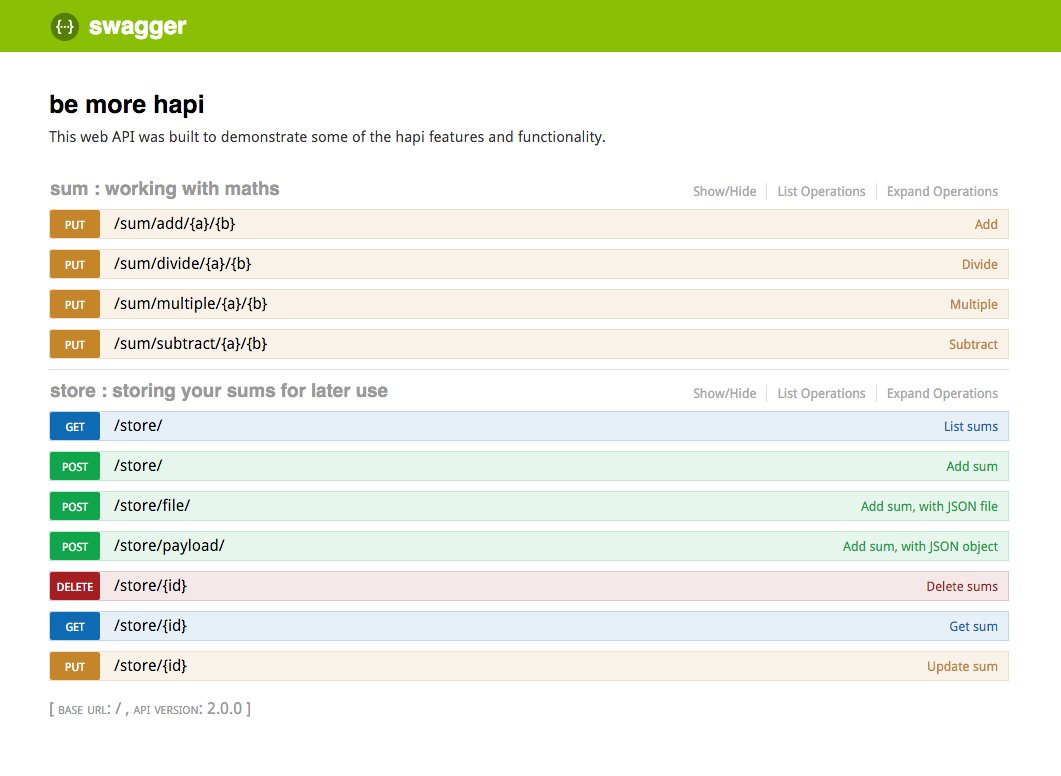 {···} swagger
be more hapi
This web API was built to demonstrate some of the hapi features and functionality.
sum : working with maths Show/Hide List Operations Expand Operations
PUT /sum/add/{a}/{b} Add
PUT /sum/divide/{a}/{b} Divide
PUT /sum/multiple/{a}/{b} Multiple
PUT /sum/subtract/{a}/{b} Subtract
store : storing your sums for later use Show/Hide List Operations Expand Operations
GET /store/ List sums
POST /store/ Add sum
POST /store/file/ Add sum, with JSON file
POST /store/payload/ Add sum, with JSON object
DELETE /store/{id} Delete sums
GET /store/{id} Get sum
PUT /store/{id} Update sum
[ BASE URL: / , API VERSION: 2.0.0 ]